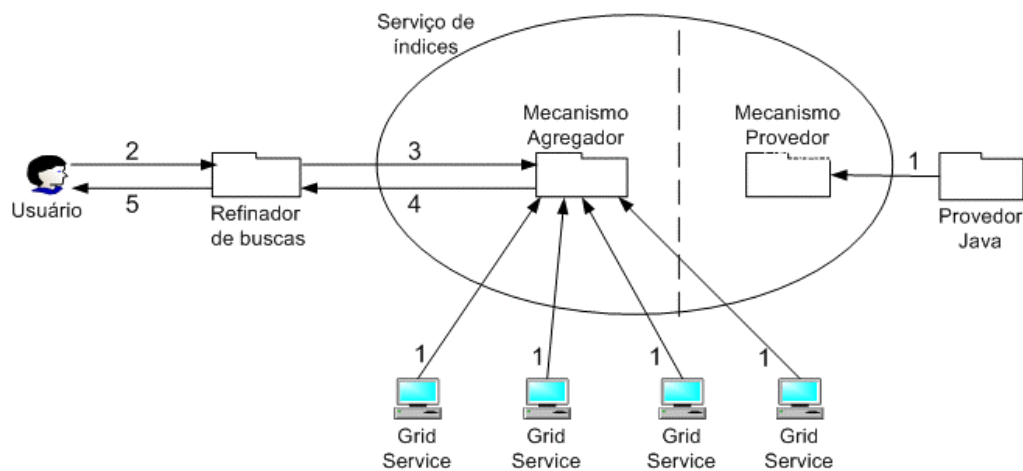 Serviço de
índices
Mecanismo
Agregador
Mecanismo
Provedor
2
3
1
5
4
Usuário
Refinador
de buscas
Provedor
Java
1
1
1
1
Grid
Service
Grid
Service
Grid
Service
Grid
Service